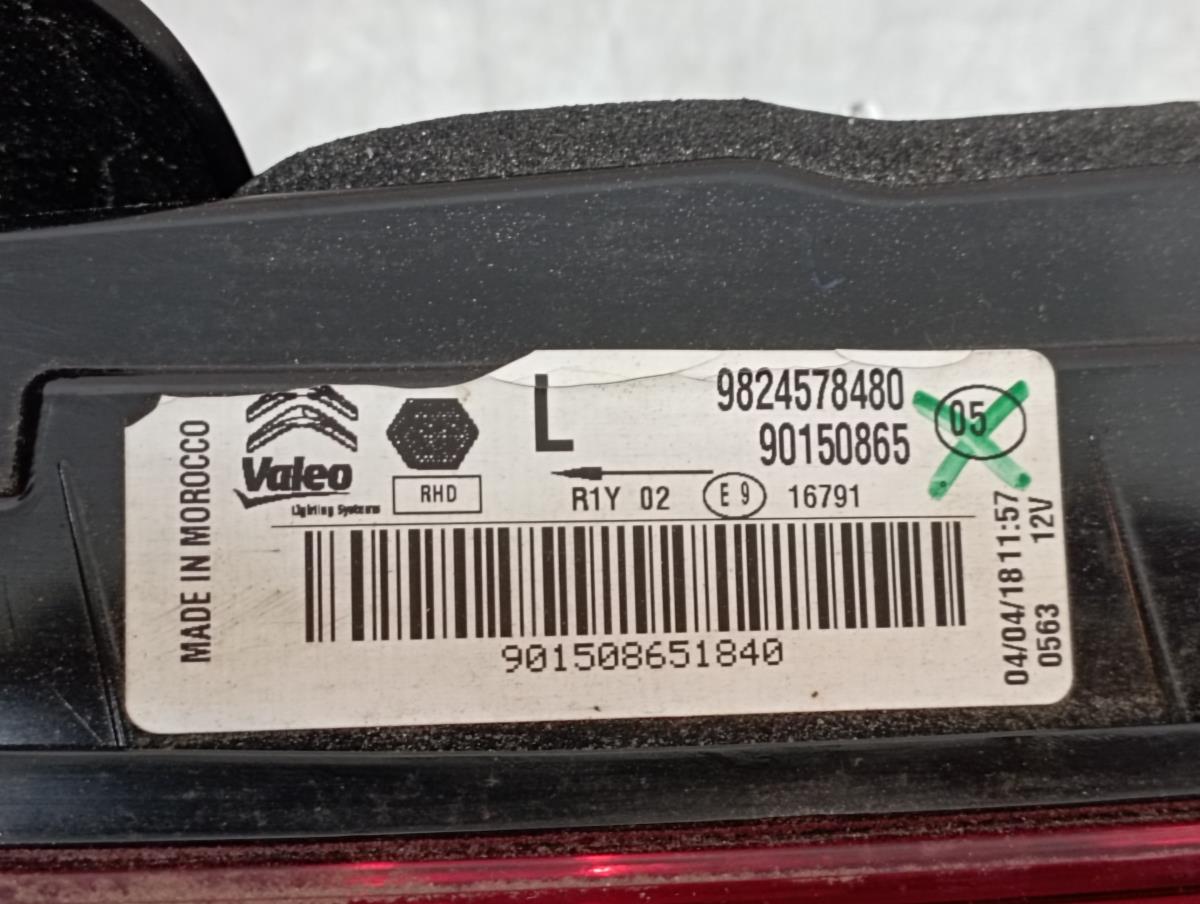 MADE IN MOROCCO
Valeo
Lighting Systems
RHD
L
9824578480
90150865
05
R1Y 02 E 9 16791
901508651840
04/04/18 11:57
0563 12V